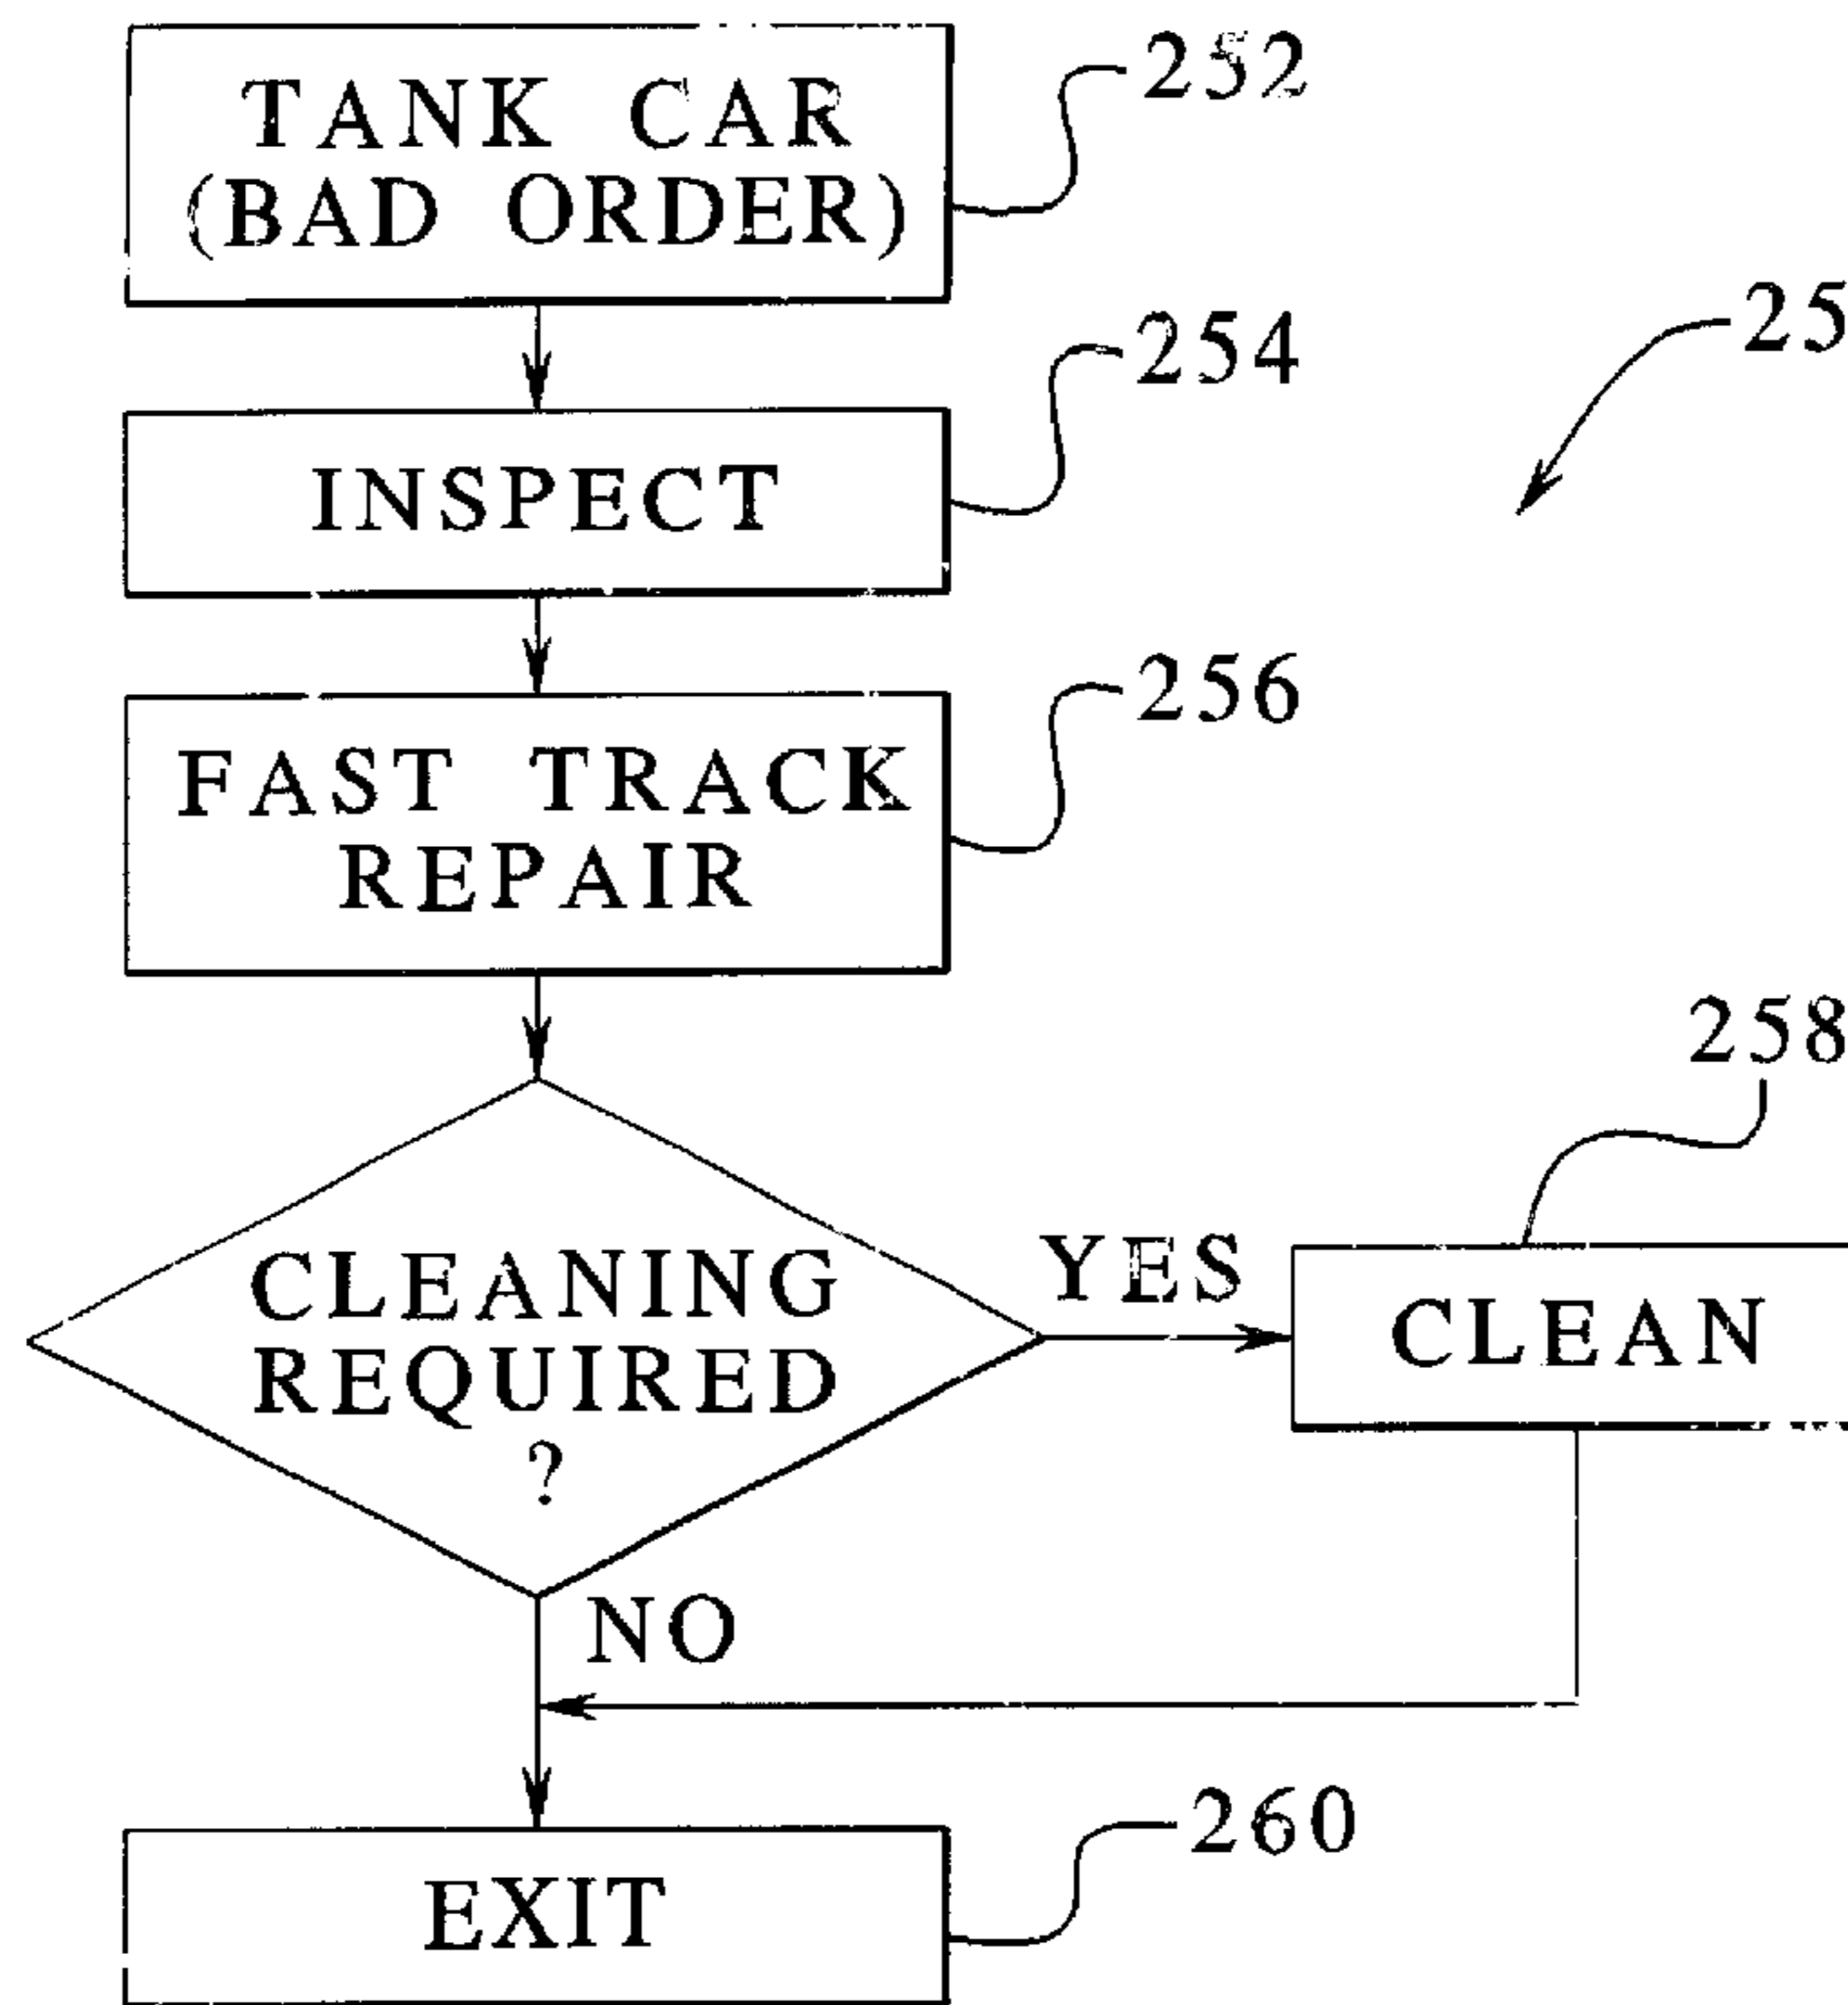 TANK CAR
(BAD ORDER)
252
INSPECT
254
25
FAST TRACK
REPAIR
256
258
CLEANING
REQUIRED
?
YES
CLEAN
NO
EXIT
260